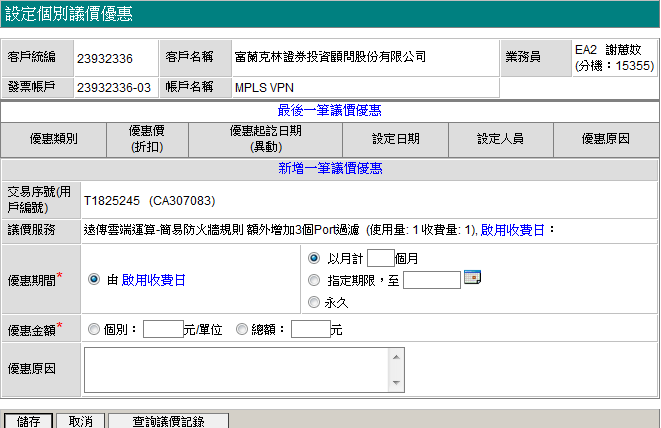 設定個別議價優惠
客戶統編 23932336 客戶名稱 富蘭克林證券投資顧問股份有限公司 業務員 EA2 謝蕙妏
(分機：15355)
發票帳戶 23932336-03 帳戶名稱 MPLS VPN
最後一筆議價優惠
優惠類別 優惠價
(折扣) 優惠起訖日期
(異動) 設定日期 設定人員 優惠原因
新增一筆議價優惠
交易序號(用
戶編號) T1825245 (CA307083)
議價服務 遠傳雲端運算-簡易防火牆規則 額外增加3個Port過濾 (使用量: 1 收費量: 1), 啟用收費日：
優惠期間* 由 啟用收費日
以月計 個月
指定期限，至
永久
優惠金額* 個別： 元/單位 總額： 元
優惠原因
儲存 取消 查詢議價記錄